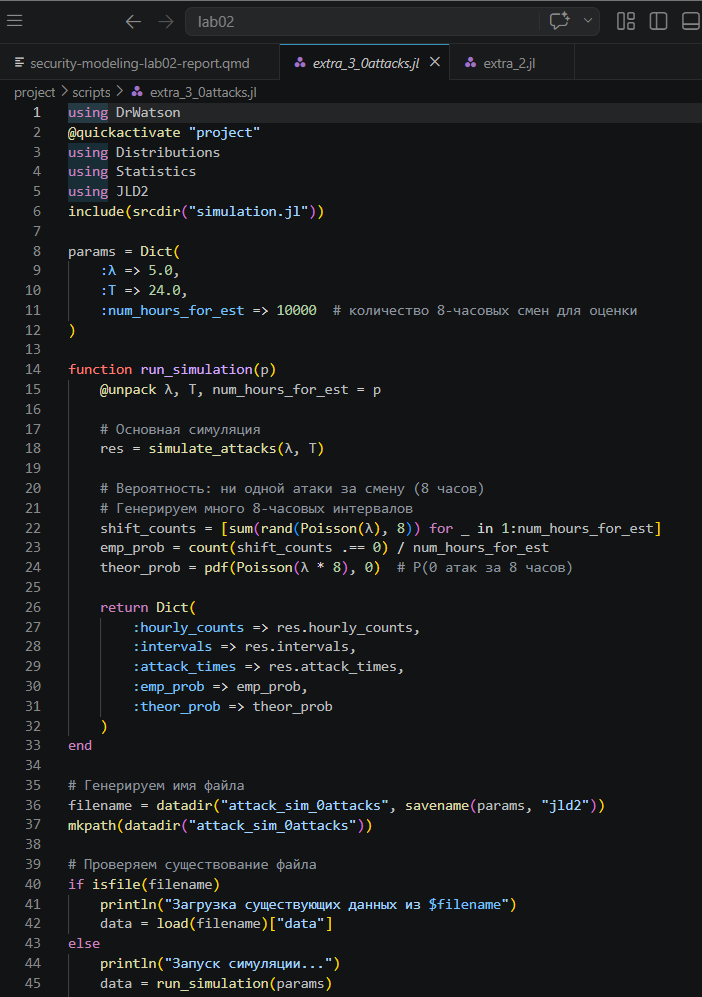 lab02
security-modeling-lab02-report.qmd
extra_3_0attacks.jl
extra_2.jl
project > scripts > extra_3_0attacks.jl
1 using DrWatson
2 @quickactivate "project"
3 using Distributions
4 using Statistics
5 using JLD2
6 include(srcdir("simulation.jl"))
7
8 params = Dict(
9     :λ => 5.0,
10     :T => 24.0,
11     :num_hours_for_est => 10000  # количество 8-часовых смен для оценки
12 )
13
14 function run_simulation(p)
15     @unpack λ, T, num_hours_for_est = p
16
17     # Основная симуляция
18     res = simulate_attacks(λ, T)
19
20     # Вероятность: ни одной атаки за смену (8 часов)
21     # Генерируем много 8-часовых интервалов
22     shift_counts = [sum(rand(Poisson(λ), 8)) for _ in 1:num_hours_for_est]
23     emp_prob = count(shift_counts .== 0) / num_hours_for_est
24     theor_prob = pdf(Poisson(λ * 8), 0)  # P(0 атак за 8 часов)
25
26     return Dict(
27         :hourly_counts => res.hourly_counts,
28         :intervals => res.intervals,
29         :attack_times => res.attack_times,
30         :emp_prob => emp_prob,
31         :theor_prob => theor_prob
32     )
33 end
34
35 # Генерируем имя файла
36 filename = datadir("attack_sim_0attacks", savename(params, "jld2"))
37 mkpath(datadir("attack_sim_0attacks"))
38
39 # Проверяем существование файла
40 if isfile(filename)
41     println("Загрузка существующих данных из $filename")
42     data = load(filename)["data"]
43 else
44     println("Запуск симуляции...")
45     data = run_simulation(params)